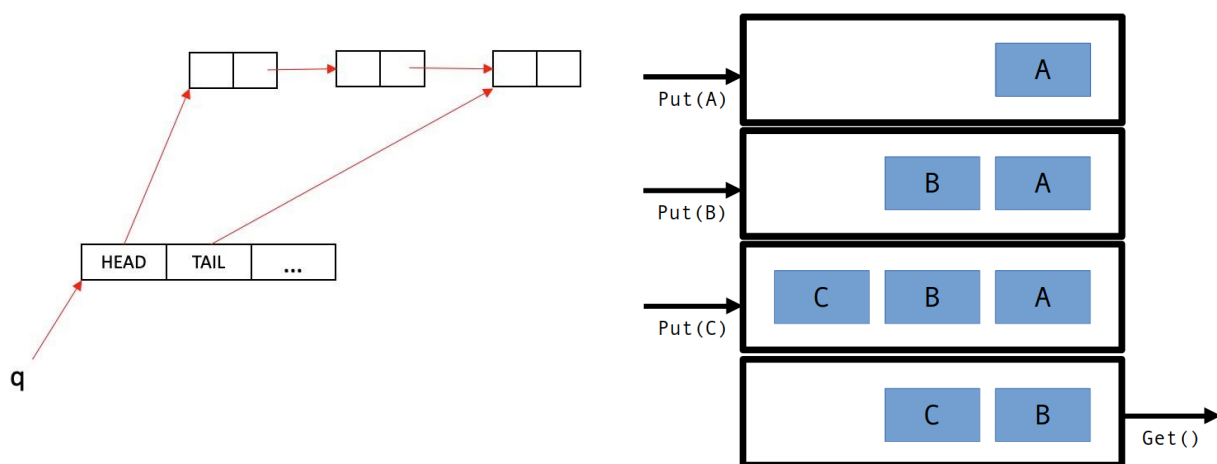 HEAD TAIL ...
q
A
Put(A)
B A
Put(B)
C B A
Put(C)
C B
Get()